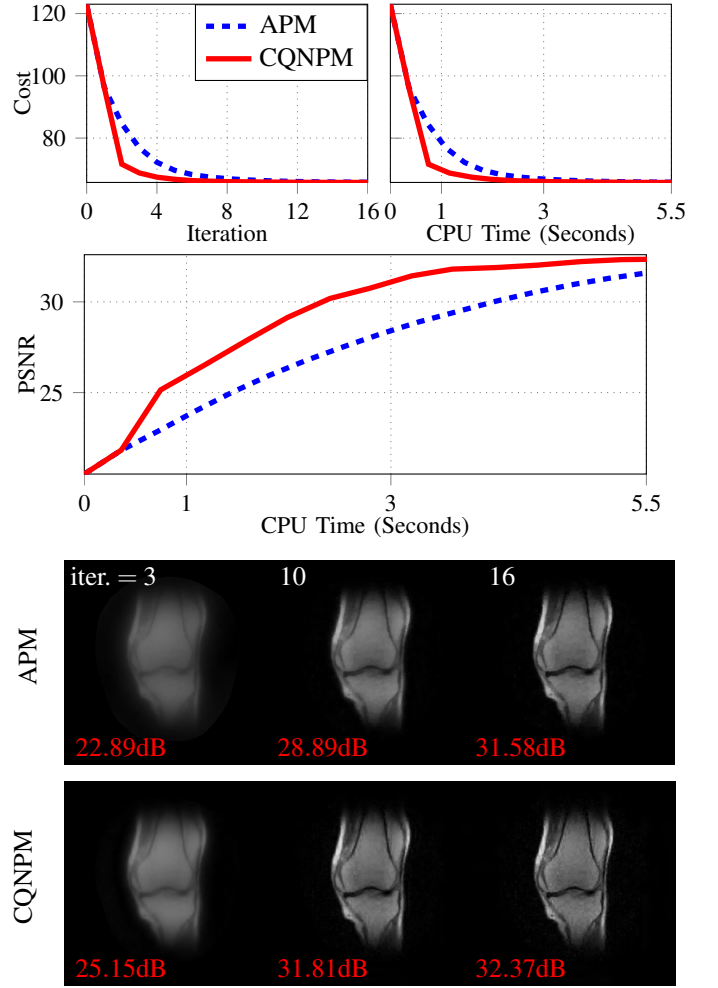 120
100
80
Cost
APM
CQNPM
0 4 8 12 16
Iteration
0 1 3 5.5
CPU Time (Seconds)
30
25
PSNR
0 1 3 5.5
CPU Time (Seconds)
iter. = 3 10 16
APM
22.89dB 28.89dB 31.58dB
CQNPM
25.15dB 31.81dB 32.37dB